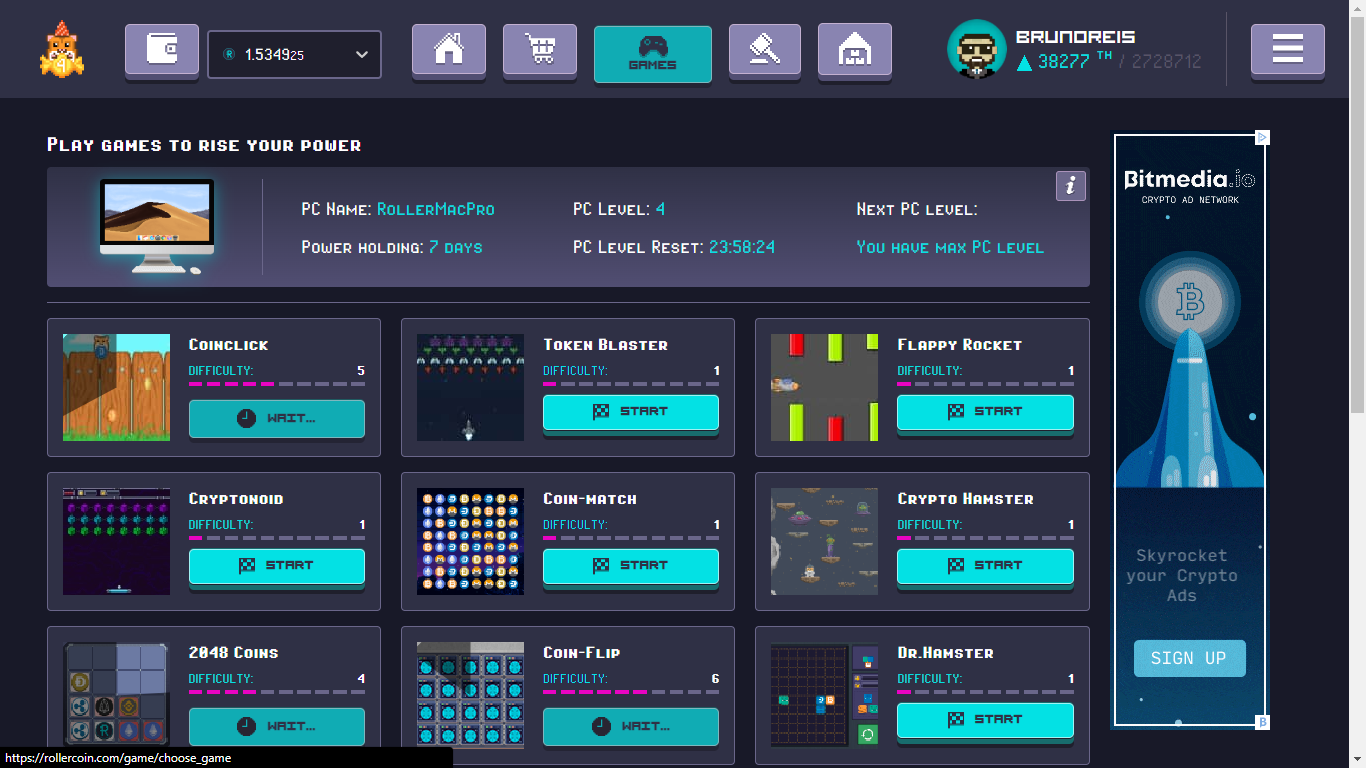 1.5349425
GAMES
BRUNOREIS
38277 TH / 2728712
Play games to rise your power
PC Name: RollerMacPro
PC Level: 4
Next PC level:
Power holding: 7 days
PC Level Reset: 23:58:24
You have max PC level
i
Coinclick
DIFFICULTY: 5
WAIT...
Token Blaster
DIFFICULTY: 1
START
Flappy Rocket
DIFFICULTY: 1
START
Cryptonoid
DIFFICULTY: 1
START
Coin-match
DIFFICULTY: 1
START
Crypto Hamster
DIFFICULTY: 1
START
2048 Coins
DIFFICULTY: 4
WAIT...
Coin-Flip
DIFFICULTY: 6
WAIT...
Dr.Hamster
DIFFICULTY: 1
START
Bitmedia.io
CRYPTO AD NETWORK
Skyrocket
your Crypto
Ads
SIGN UP
https://rollercoin.com/game/choose_game